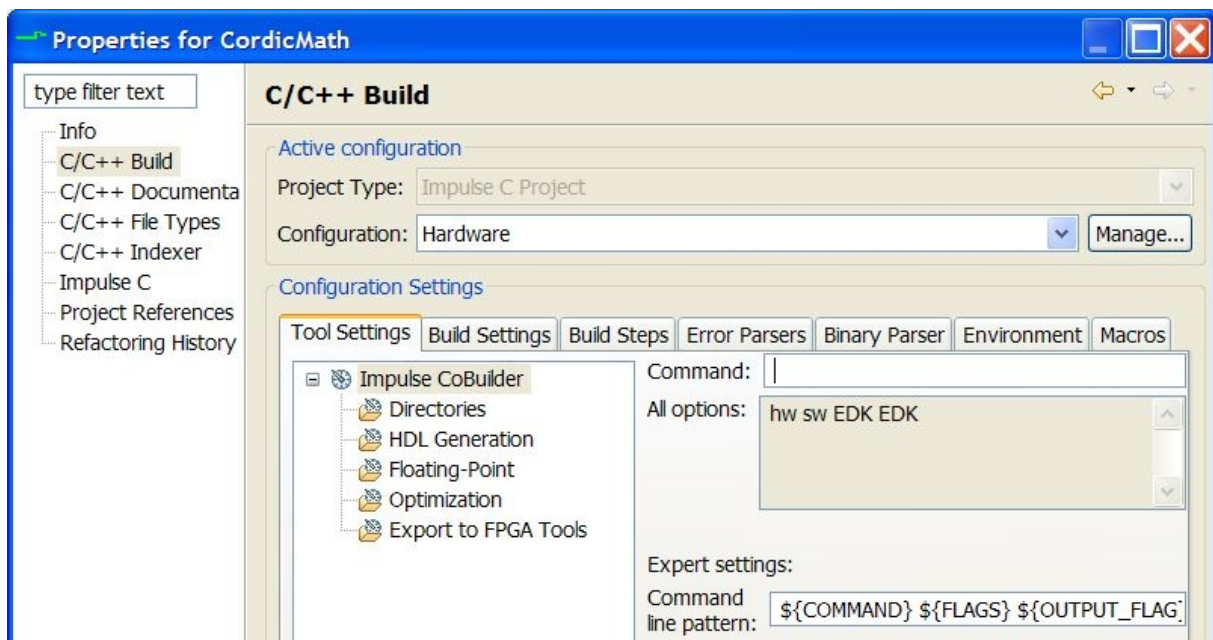 Properties for CordicMath
type filter text
Info
C/C++ Build
C/C++ Documenta
C/C++ File Types
C/C++ Indexer
Impulse C
Project References
Refactoring History
C/C++ Build
Active configuration
Project Type: Impulse C Project
Configuration: Hardware Manage...
Configuration Settings
Tool Settings Build Settings Build Steps Error Parsers Binary Parser Environment Macros
Impulse CoBuilder
Directories
HDL Generation
Floating-Point
Optimization
Export to FPGA Tools
Command:
All options: hw sw EDK EDK
Expert settings:
Command
line pattern: ${COMMAND} ${FLAGS} ${OUTPUT_FLAG}